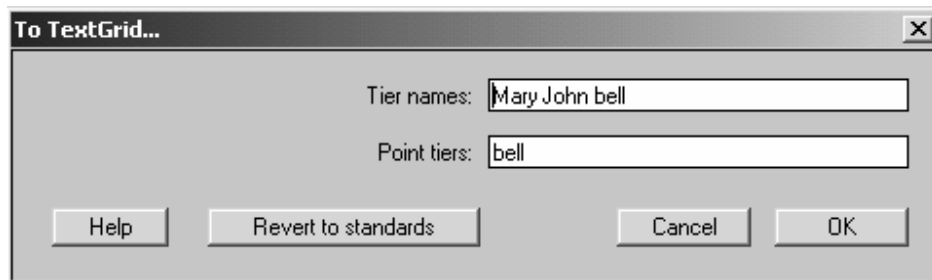 To TextGrid...
Tier names: Mary John bell
Point tiers: bell
Help Revert to standards Cancel OK